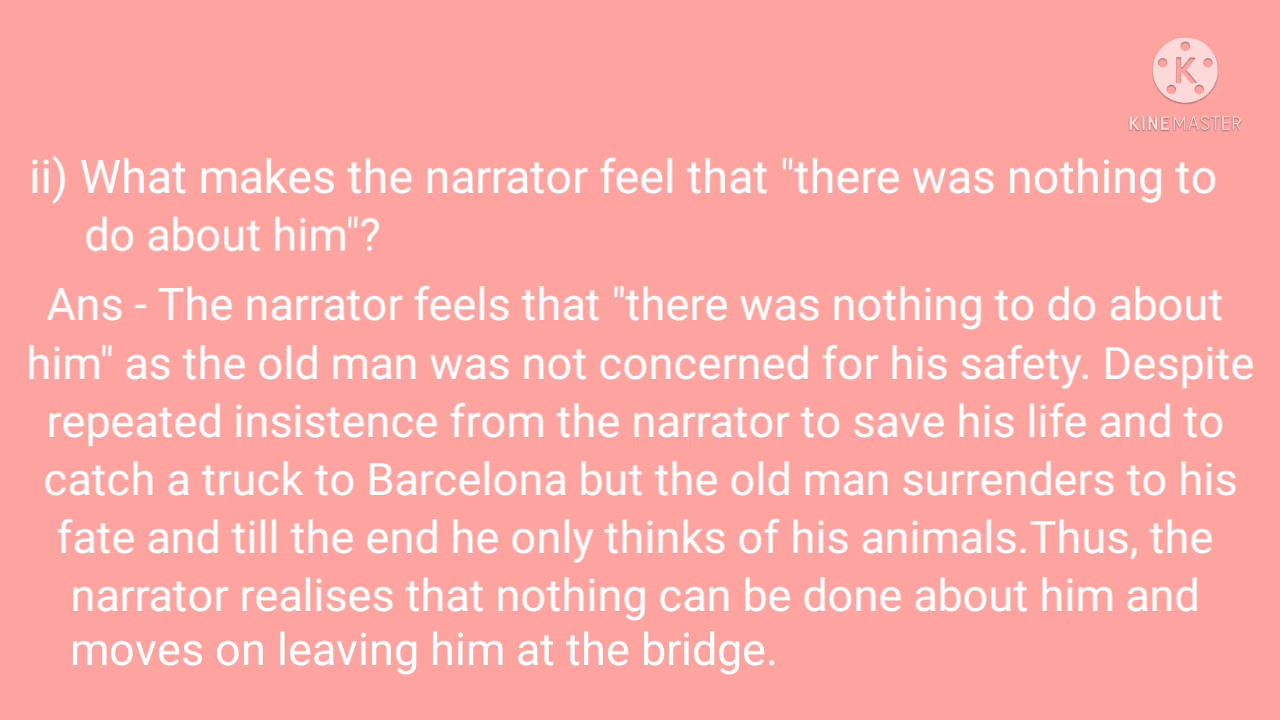 KINEMASTER
ii) What makes the narrator feel that "there was nothing to
do about him"?
Ans - The narrator feels that "there was nothing to do about
him" as the old man was not concerned for his safety. Despite
repeated insistence from the narrator to save his life and to
catch a truck to Barcelona but the old man surrenders to his
fate and till the end he only thinks of his animals.Thus, the
narrator realises that nothing can be done about him and
moves on leaving him at the bridge.